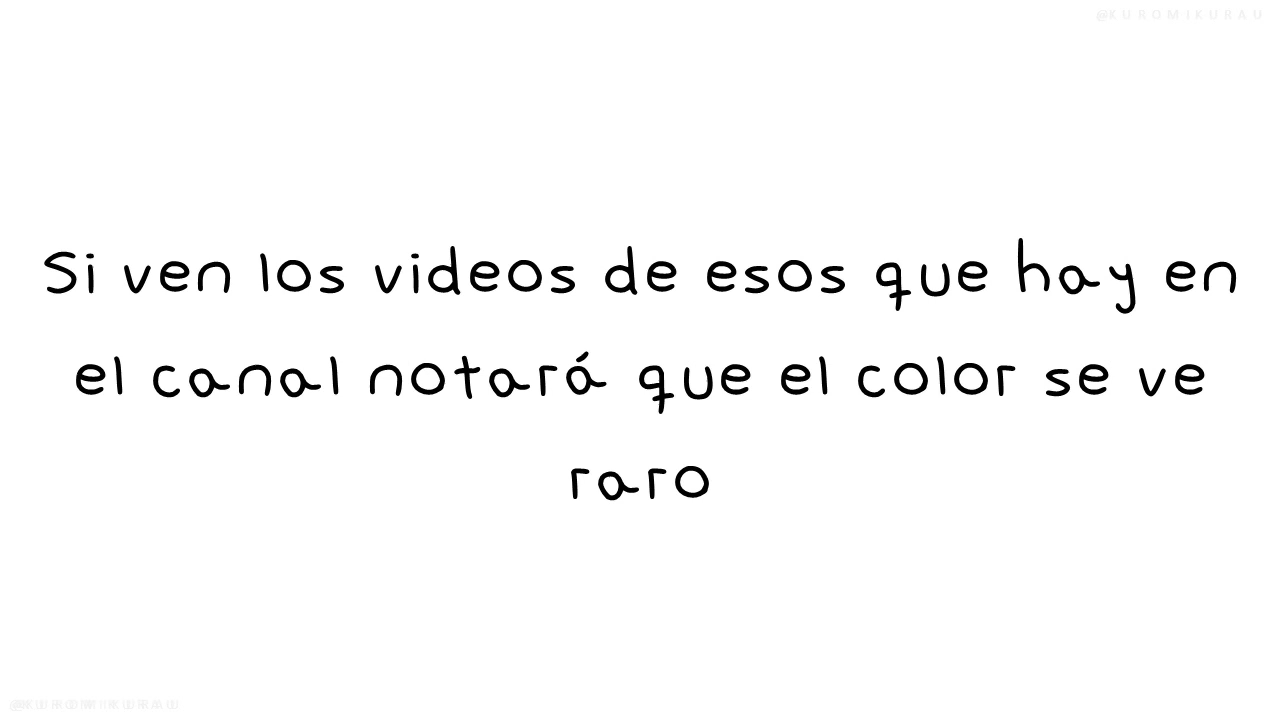 @KUROMIKURAU
Si ven los videos de esos que hay en
el canal notará que el color se ve
raro
@KUROMIKURAU